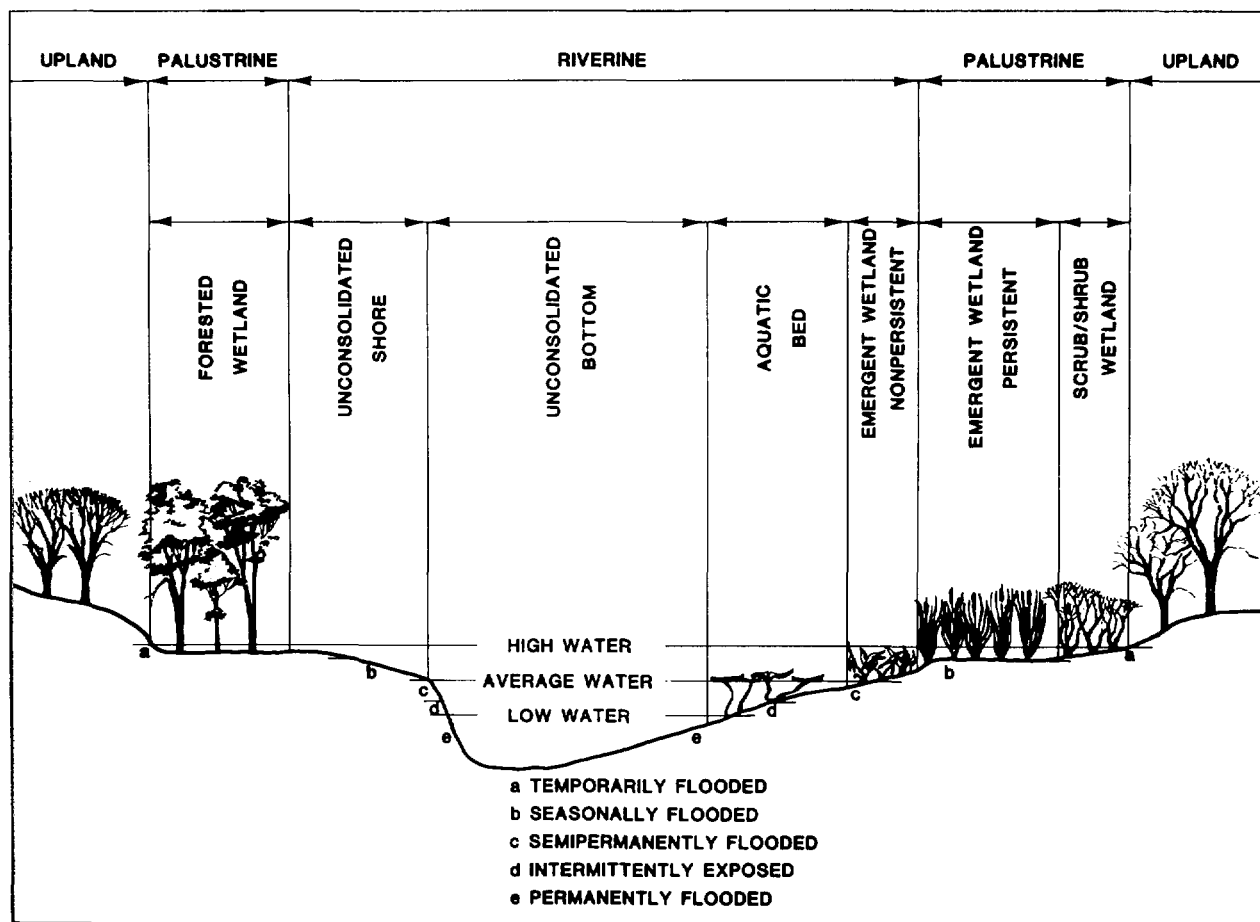 UPLAND PALUSTRINE RIVERINE PALUSTRINE UPLAND
FORESTED
WETLAND
UNCONSOLIDATED
SHORE
UNCONSOLIDATED
BOTTOM
AQUATIC
BED
EMERGENT WETLAND
NONPERSISTENT
EMERGENT WETLAND
PERSISTENT
SCRUB/SHRUB
WETLAND
HIGH WATER
AVERAGE WATER
LOW WATER
a
b
c
d
e
e
d
c
b
a
a TEMPORARILY FLOODED
b SEASONALLY FLOODED
c SEMIPERMANENTLY FLOODED
d INTERMITTENTLY EXPOSED
e PERMANENTLY FLOODED